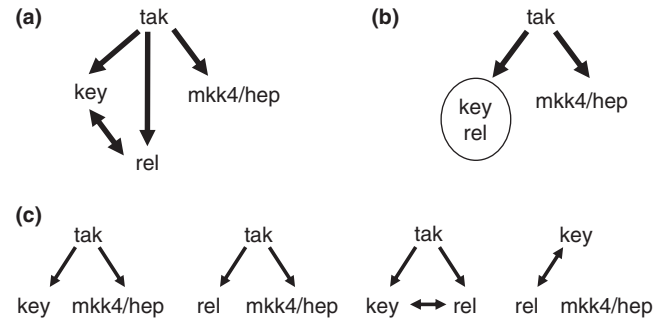 (a)
tak
key
mkk4/hep
rel
(b)
tak
key
rel
mkk4/hep
(c)
tak
key mkk4/hep
tak
rel mkk4/hep
tak
key rel
key
rel mkk4/hep